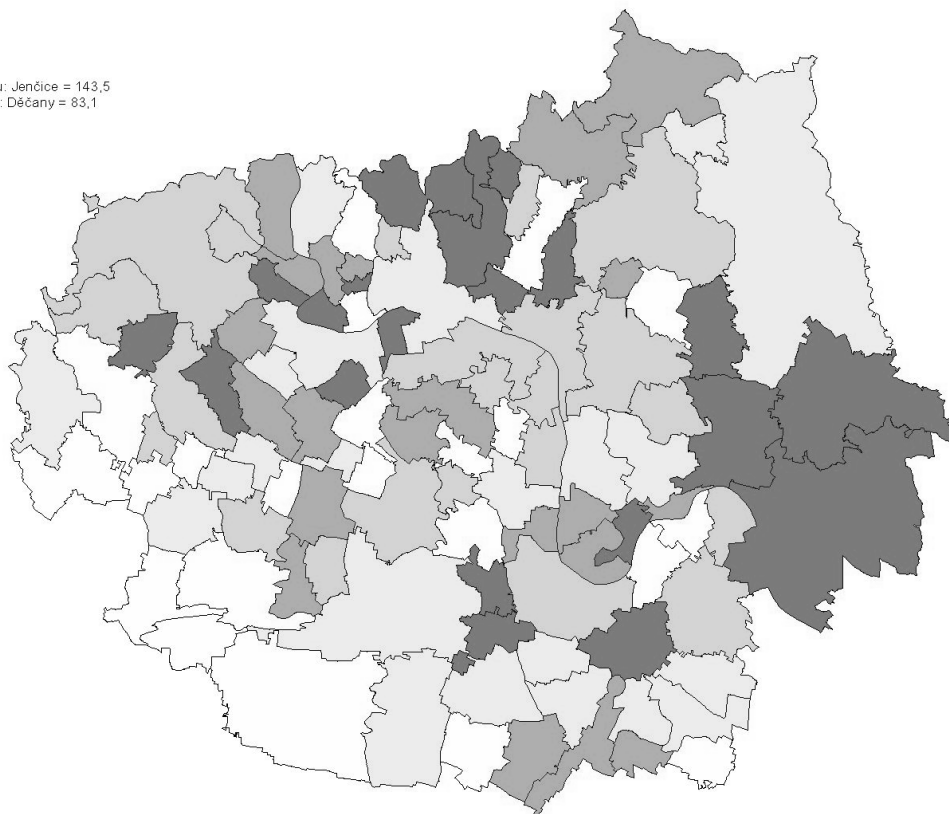 : Jenčice = 143,5
: Děčany = 83,1